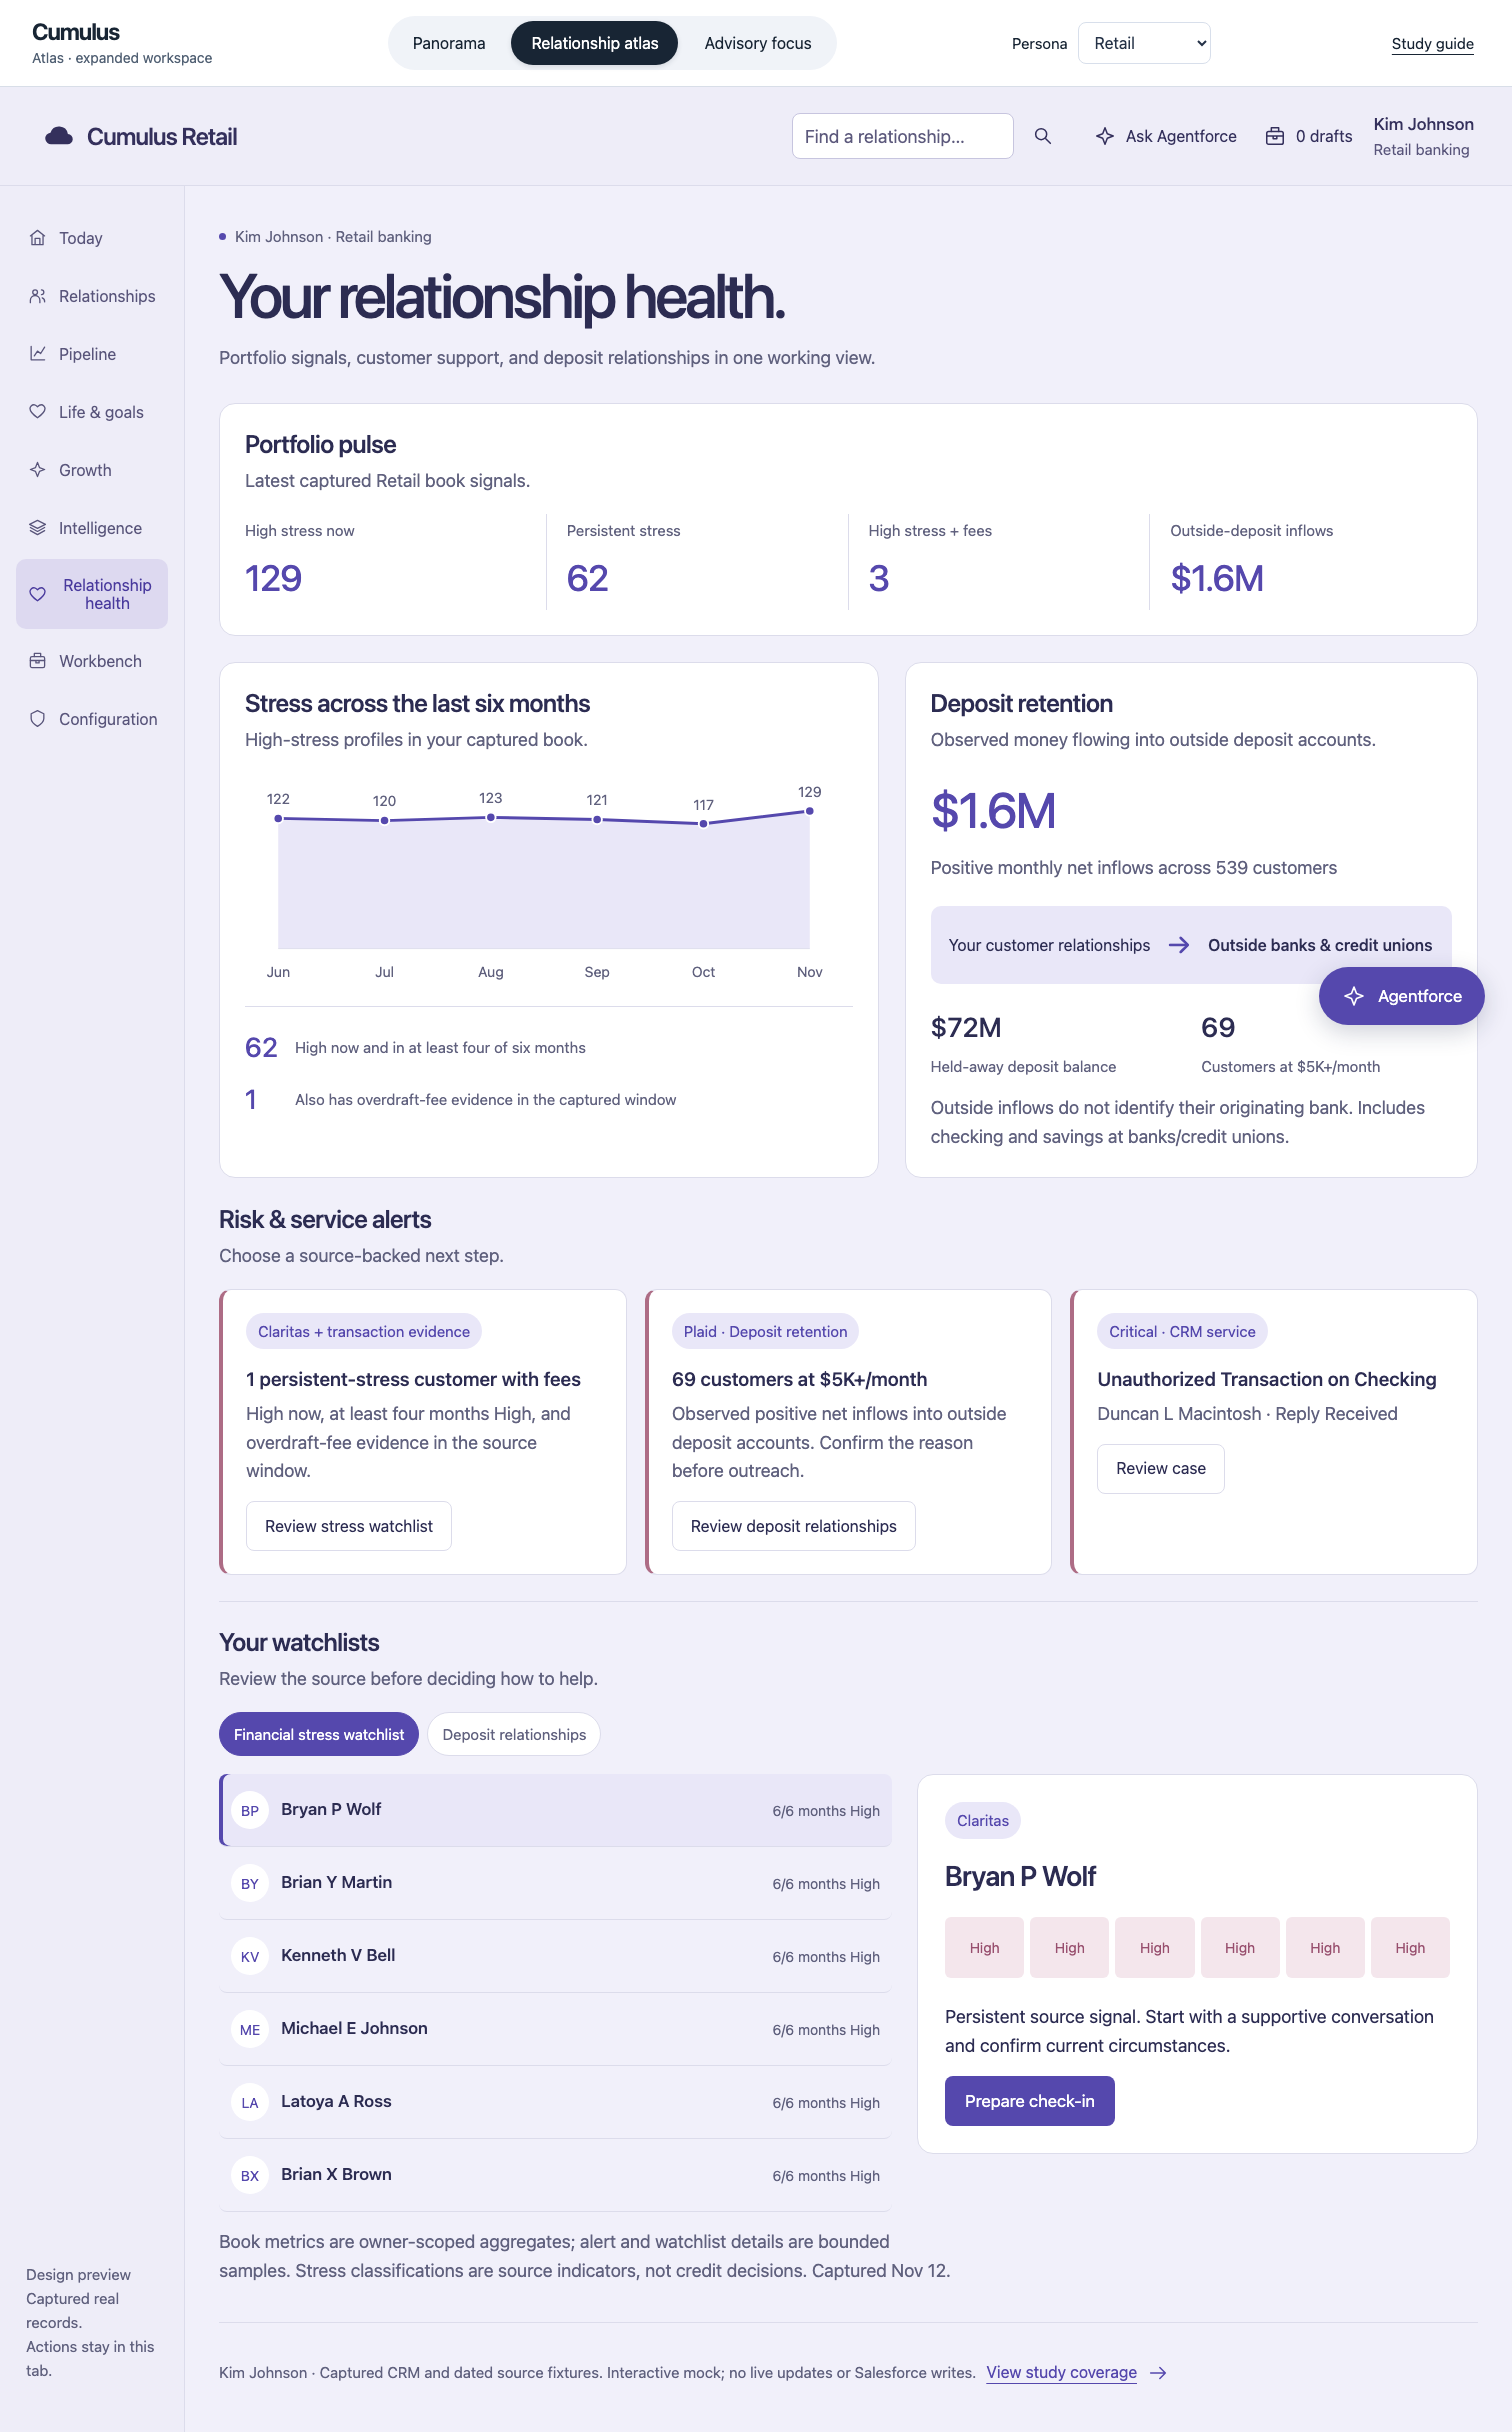 Cumulus
Atlas · expanded workspace
Panorama
Relationship atlas
Advisory focus
Persona
Retail
Study guide
Cumulus Retail
Find a relationship...
Ask Agentforce
0 drafts
Kim Johnson
Retail banking
Today
Relationships
Pipeline
Life & goals
Growth
Intelligence
Relationship
health
Workbench
Configuration
Design preview
Captured real
records.
Actions stay in this
tab.
Kim Johnson · Retail banking
Your relationship health.
Portfolio signals, customer support, and deposit relationships in one working view.
Portfolio pulse
Latest captured Retail book signals.
High stress now
129
Persistent stress
62
High stress + fees
3
Outside-deposit inflows
$1.6M
Stress across the last six months
High-stress profiles in your captured book.
122
120
123
121
117
129
Jun
Jul
Aug
Sep
Oct
Nov
62
High now and in at least four of six months
1
Also has overdraft-fee evidence in the captured window
Deposit retention
Observed money flowing into outside deposit accounts.
$1.6M
Positive monthly net inflows across 539 customers
Your customer relationships
Outside banks & credit unions
Agentforce
$72M
Held-away deposit balance
69
Customers at $5K+/month
Outside inflows do not identify their originating bank. Includes
checking and savings at banks/credit unions.
Risk & service alerts
Choose a source-backed next step.
Claritas + transaction evidence
1 persistent-stress customer with fees
High now, at least four months High, and
overdraft-fee evidence in the source
window.
Review stress watchlist
Plaid · Deposit retention
69 customers at $5K+/month
Observed positive net inflows into outside
deposit accounts. Confirm the reason
before outreach.
Review deposit relationships
Critical · CRM service
Unauthorized Transaction on Checking
Duncan L Macintosh · Reply Received
Review case
Your watchlists
Review the source before deciding how to help.
Financial stress watchlist
Deposit relationships
BP
Bryan P Wolf
6/6 months High
BY
Brian Y Martin
6/6 months High
KV
Kenneth V Bell
6/6 months High
ME
Michael E Johnson
6/6 months High
LA
Latoya A Ross
6/6 months High
BX
Brian X Brown
6/6 months High
Claritas
Bryan P Wolf
High
High
High
High
High
High
Persistent source signal. Start with a supportive conversation
and confirm current circumstances.
Prepare check-in
Book metrics are owner-scoped aggregates; alert and watchlist details are bounded
samples. Stress classifications are source indicators, not credit decisions. Captured Nov 12.
Kim Johnson · Captured CRM and dated source fixtures. Interactive mock; no live updates or Salesforce writes.
View study coverage